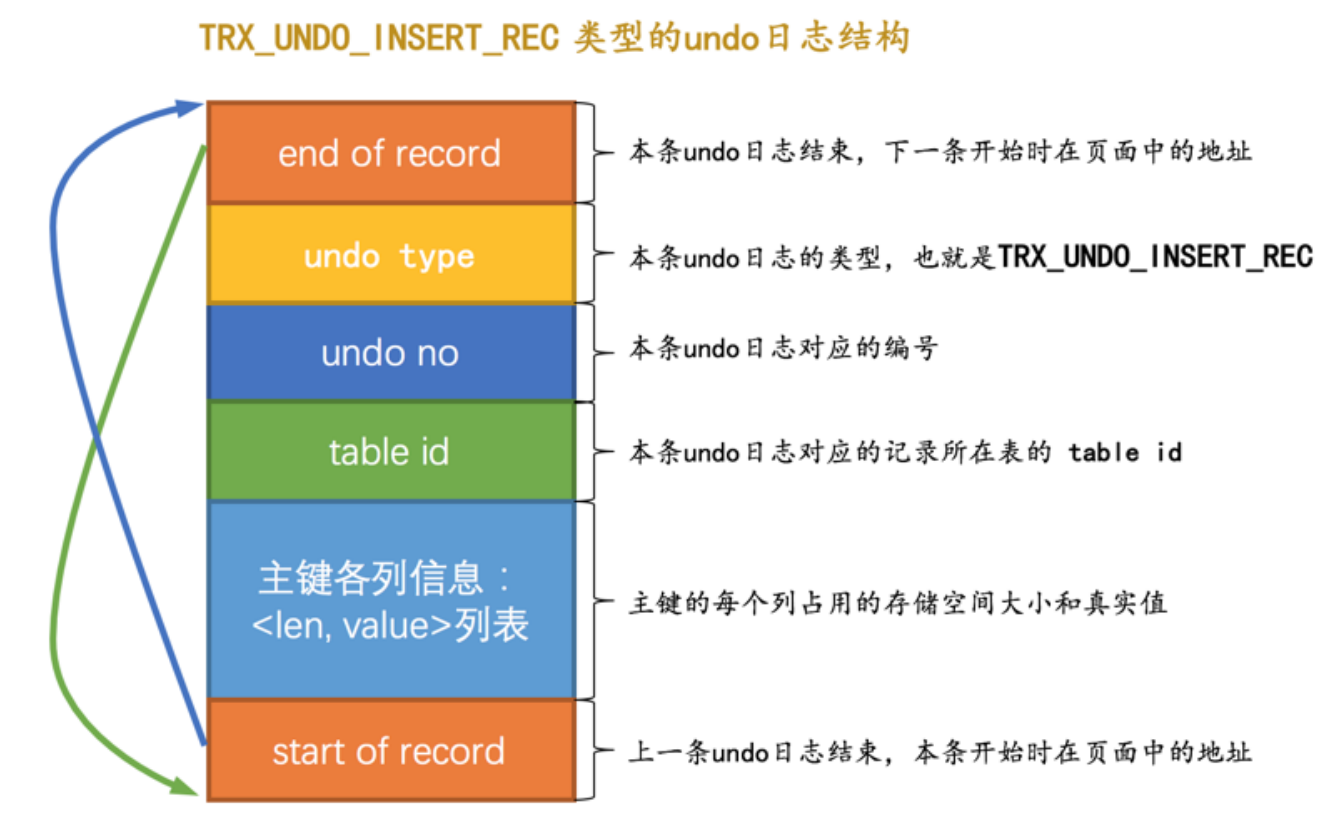 TRX_UNDO_INSERT_REC 类型的undo日志结构
end of record
本条undo日志结束，下一条开始时在页面中的地址
undo type
本条undo日志的类型，也就是TRX_UNDO_INSERT_REC
undo no
本条undo日志对应的编号
table id
本条undo日志对应的记录所在表的 table id
主键各列信息：
<len, value>列表
主键的每个列占用的存储空间大小和真实值
start of record
上一条undo日志结束，本条开始时在页面中的地址